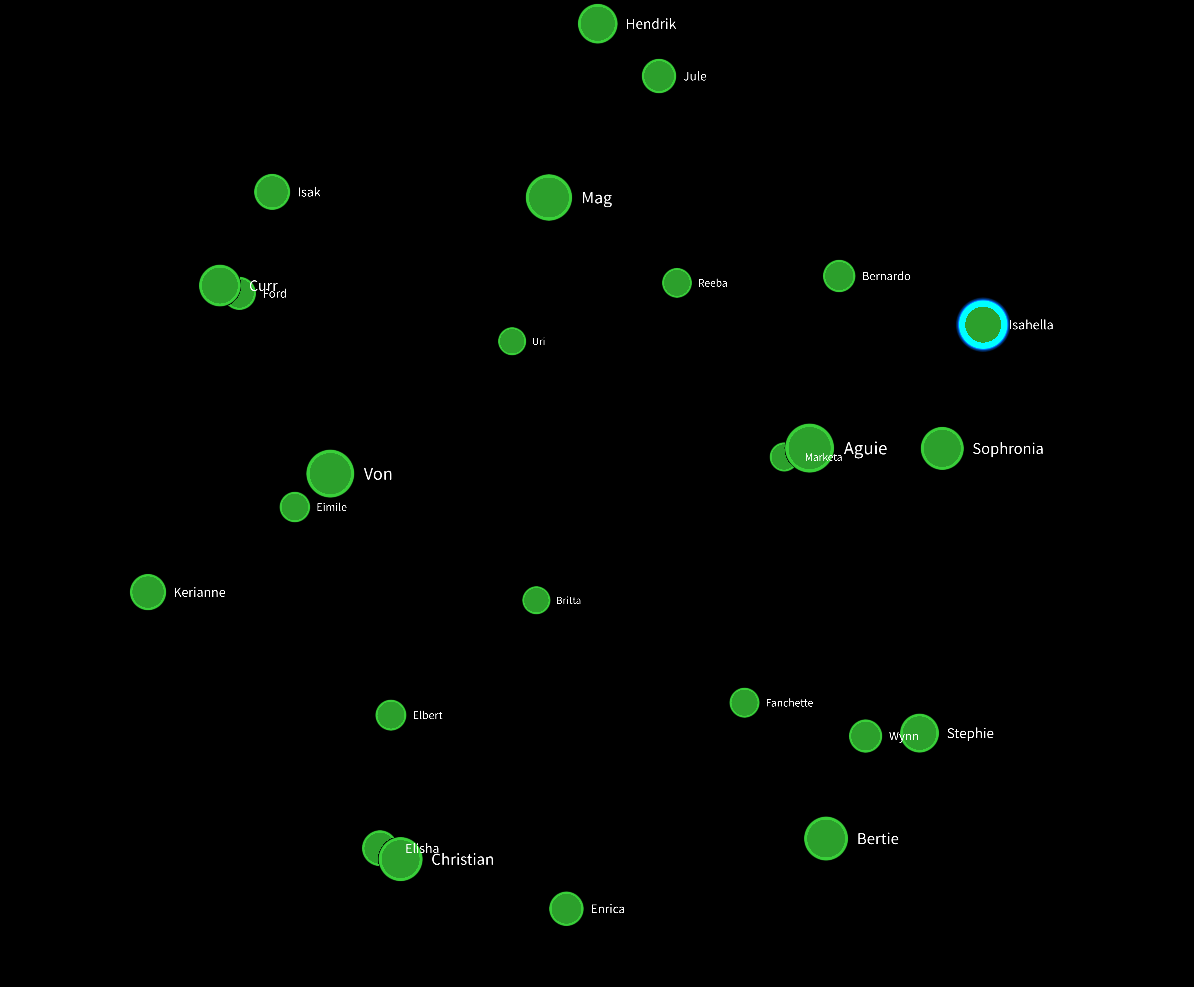 Hendrik
Jule
Isak
Mag
Bernardo
Reeba
Curr
Ford
Isahella
Uri
Aguie
Sophronia
Marketa
Von
Eimile
Kerianne
Britta
Fanchette
Elbert
Stephie
Wynn
Bertie
Elisha
Christian
Enrica